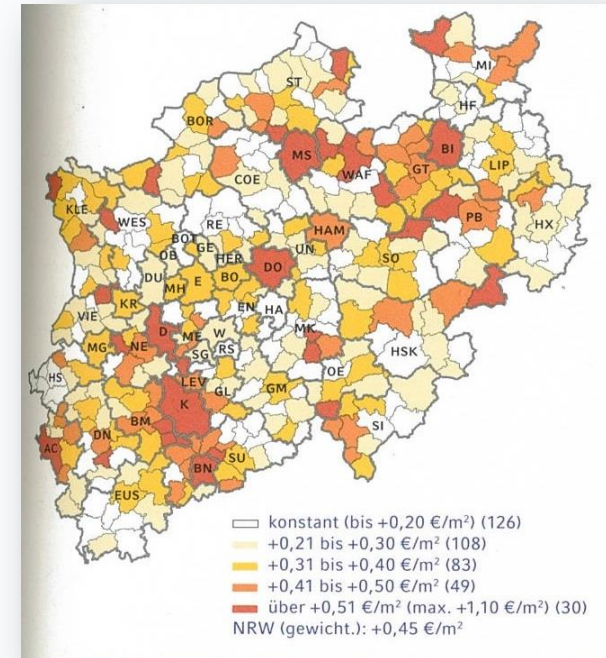 ST
MI
HF
BOR
MS
BI
WAF
GT
LIP
COE
KLE
WES
RE
PB
HX
BOT
GE
HAM
OB
HER
UN
DO
SO
DU
E
BO
MH
EN
HA
KR
VIE
D
ME
W
MK
MG
NE
SG
RS
HSK
HS
LEV
GL
GM
OE
K
BM
SI
AC
DN
BN
SU
EUS
konstant (bis +0,20 €/m²) (126)
+0,21 bis +0,30 €/m² (108)
+0,31 bis +0,40 €/m² (83)
+0,41 bis +0,50 €/m² (49)
über +0,51 €/m² (max. +1,10 €/m²) (30)
NRW (gewicht.): +0,45 €/m²